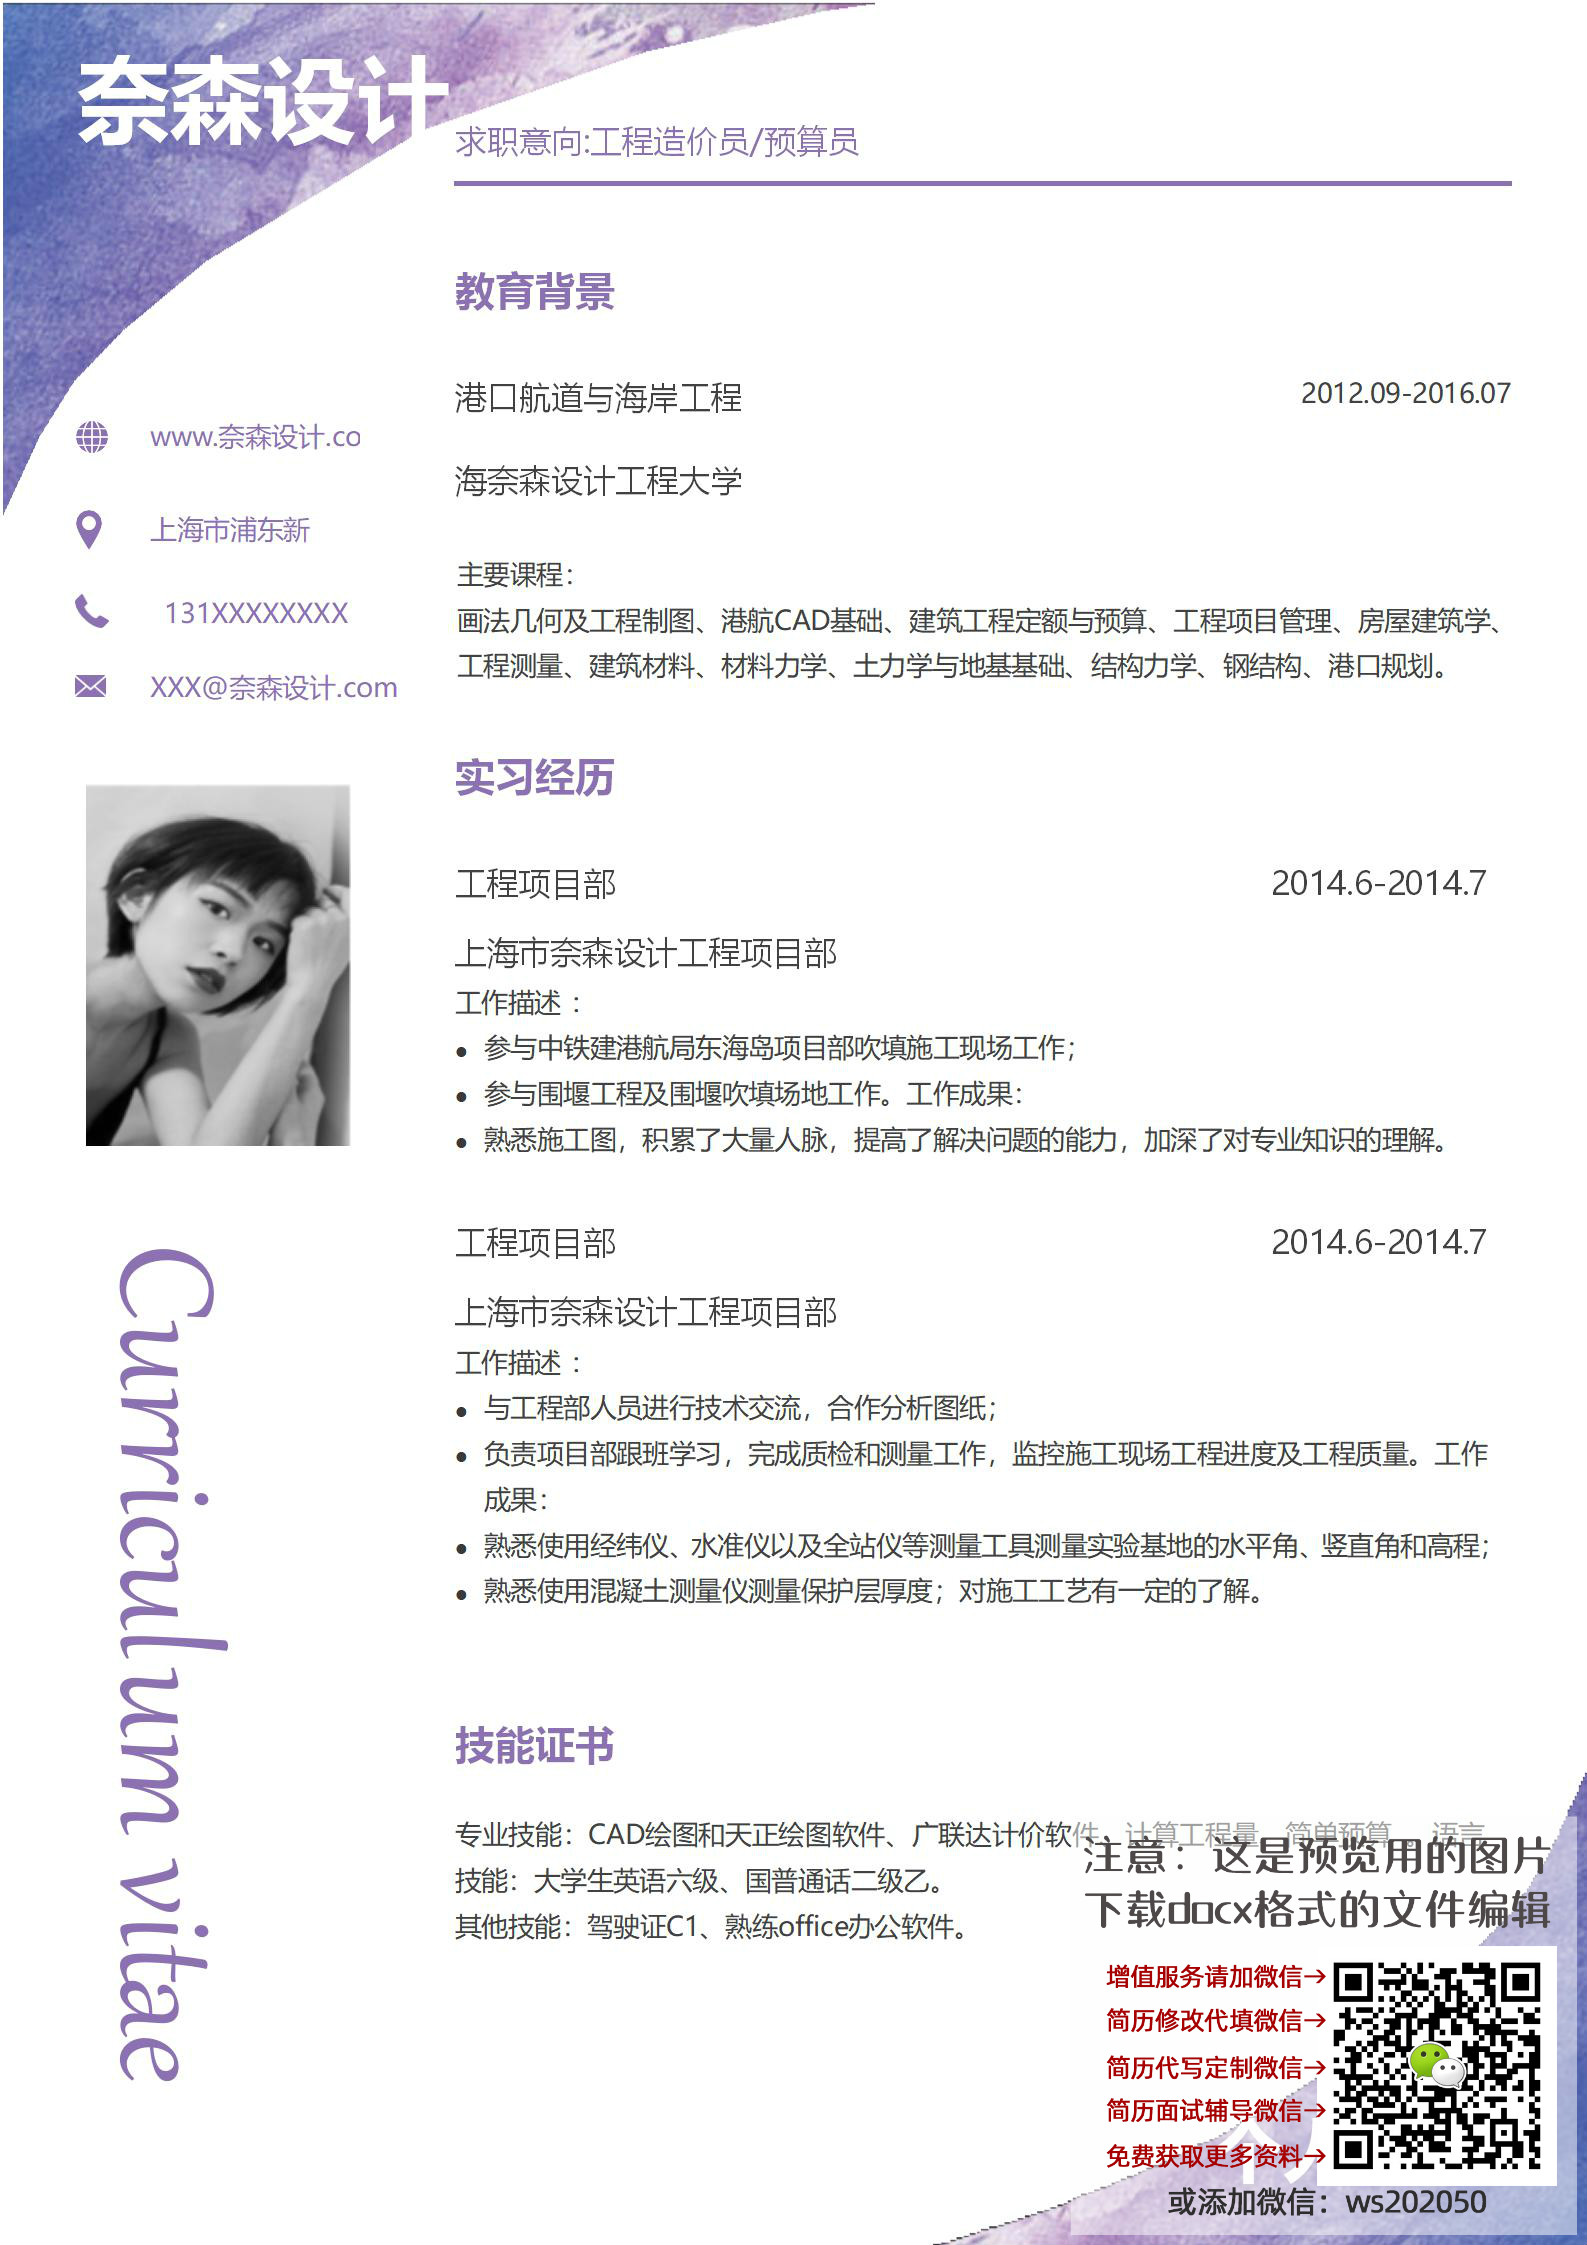 奈森设计
求职意向:工程造价员/预算员
www.奈森设计.co
上海市浦东新
131XXXXXXXX
XXX@奈森设计.com
Curriculum vitae
教育背景
港口航道与海岸工程 2012.09-2016.07
海奈森设计工程大学
主要课程：
画法几何及工程制图、港航CAD基础、建筑工程定额与预算、工程项目管理、房屋建筑学、
工程测量、建筑材料、材料力学、土力学与地基基础、结构力学、钢结构、港口规划。
实习经历
工程项目部 2014.6-2014.7
上海市奈森设计工程项目部
工作描述 ：
● 参与中铁建港航局东海岛项目部吹填施工现场工作；
● 参与围堰工程及围堰吹填场地工作。工作成果：
● 熟悉施工图，积累了大量人脉，提高了解决问题的能力，加深了对专业知识的理解。
工程项目部 2014.6-2014.7
上海市奈森设计工程项目部
工作描述 ：
● 与工程部人员进行技术交流，合作分析图纸；
● 负责项目部跟班学习，完成质检和测量工作，监控施工现场工程进度及工程质量。工作
成果：
● 熟悉使用经纬仪、水准仪以及全站仪等测量工具测量实验基地的水平角、竖直角和高程；
● 熟悉使用混凝土测量仪测量保护层厚度；对施工工艺有一定的了解。
技能证书
专业技能：CAD绘图和天正绘图软件、广联达计价软件、计算工程量、简单预算 。语言
技能：大学生英语六级、国普通话二级乙。
其他技能：驾驶证C1、熟练office办公软件。
注意：这是预览用的图片
下载docx格式的文件编辑
增值服务请加微信→
简历修改代填微信→
简历代写定制微信→
简历面试辅导微信→
免费获取更多资料→
或添加微信：ws202050